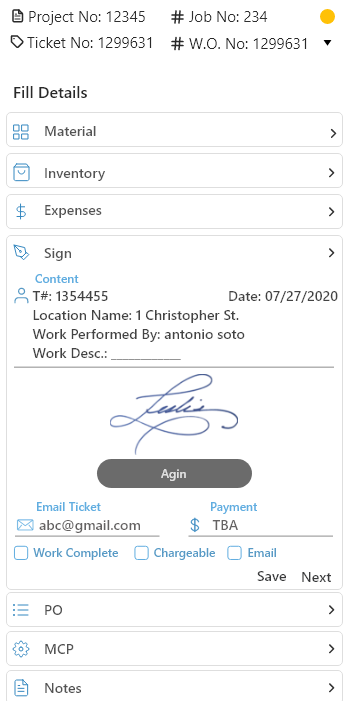 Project No: 12345 # Job No: 234
Ticket No: 1299631 # W.O. No: 1299631
Fill Details
Material
Inventory
Expenses
Sign
Content
T#: 1354455 Date: 07/27/2020
Location Name: 1 Christopher St.
Work Performed By: antonio soto
Work Desc.: ___________
Leslie
Agin
Email Ticket Payment
abc@gmail.com $ TBA
Work Complete Chargeable Email
Save Next
PO
MCP
Notes